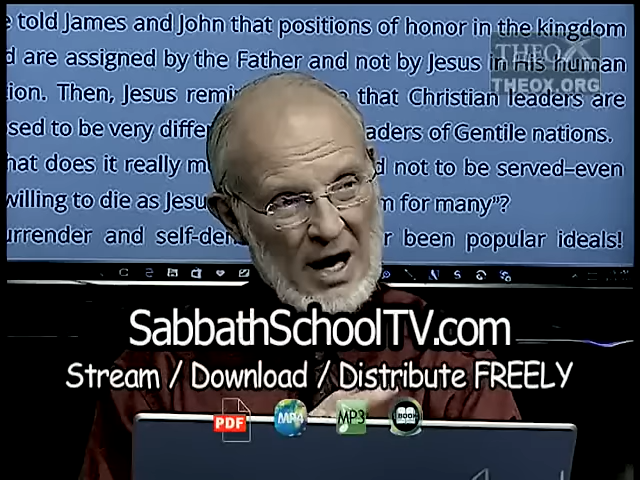 told James and John that positions of honor in the kingdom
d are assigned by the Father and not by Jesus in His human
tion. Then, Jesus remi that Christian leaders are
sed to be very diffe aders of Gentile nations.
hat does it really m d not to be served–even
willing to die as Jesu m for many"?
urrender and self-den r been popular ideals!
THEOX
THEOX.ORG
SabbathSchoolTV.com
Stream / Download / Distribute FREELY
PDF MP4 MP3 BOOK